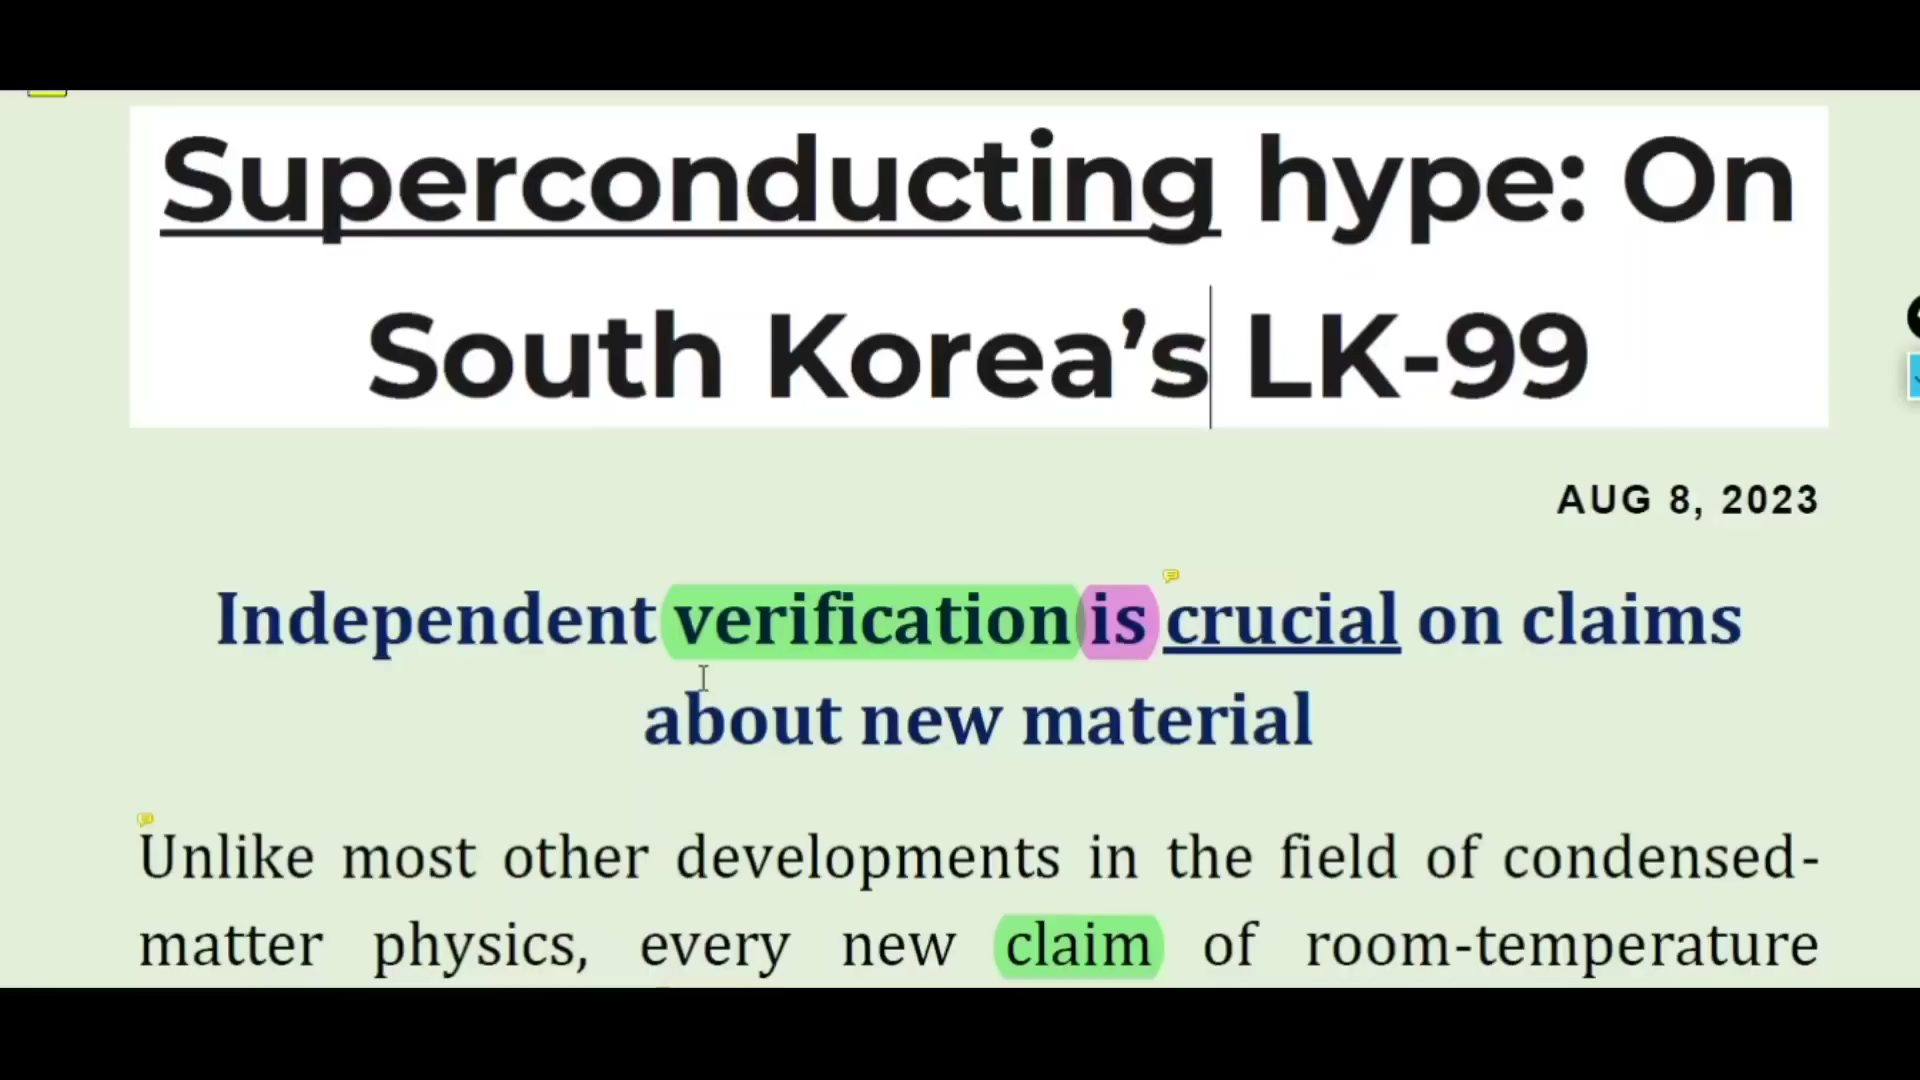 Superconducting hype: On
South Korea’s LK-99
AUG 8, 2023
Independent verification is crucial on claims
about new material
Unlike most other developments in the field of condensed-
matter physics, every new claim of room-temperature